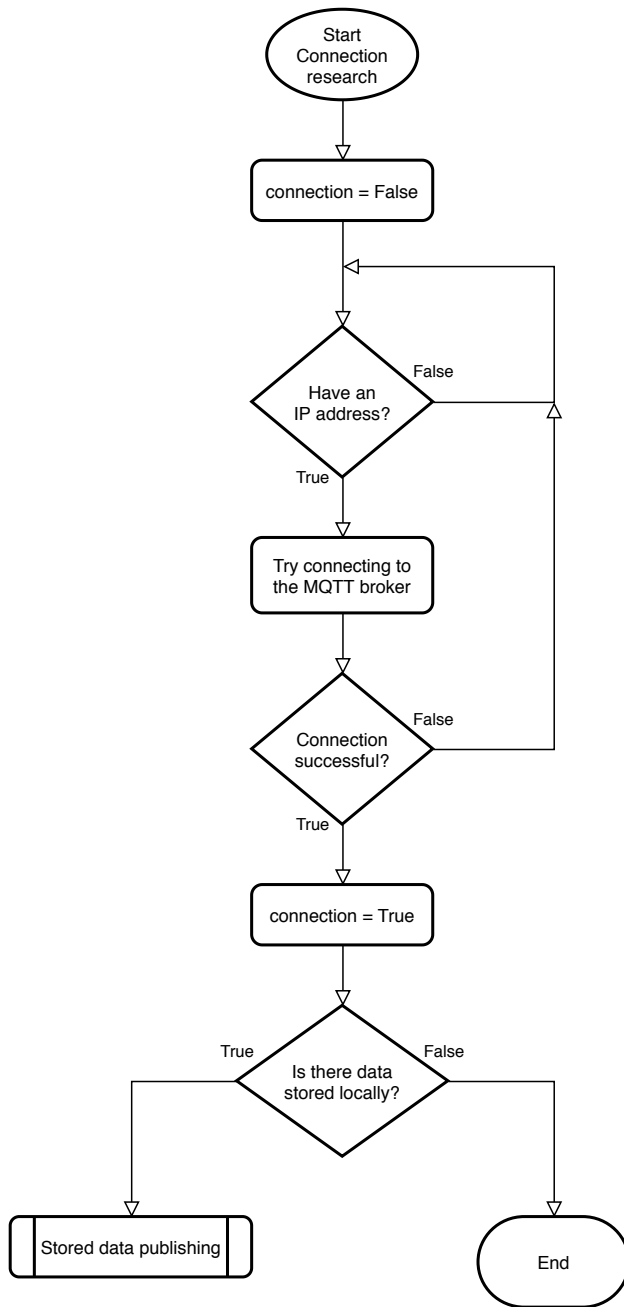 Start
Connection
research
connection = False
False
Have an
IP address?
True
Try connecting to
the MQTT broker
False
Connection
successful?
True
connection = True
True
False
Is there data
stored locally?
Stored data publishing
End